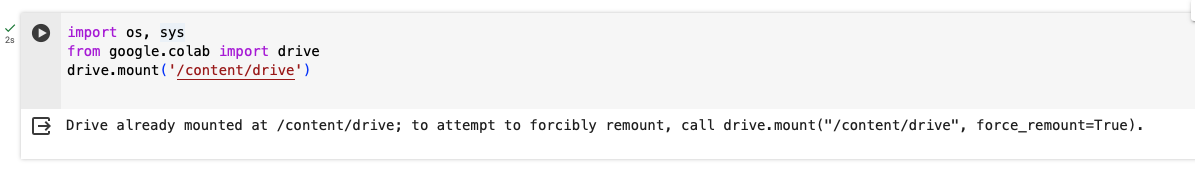 import os, sys
2s
from google.colab import drive
drive.mount('/content/drive')
Drive already mounted at /content/drive; to attempt to forcibly remount, call drive.mount("/content/drive", force_remount=True).